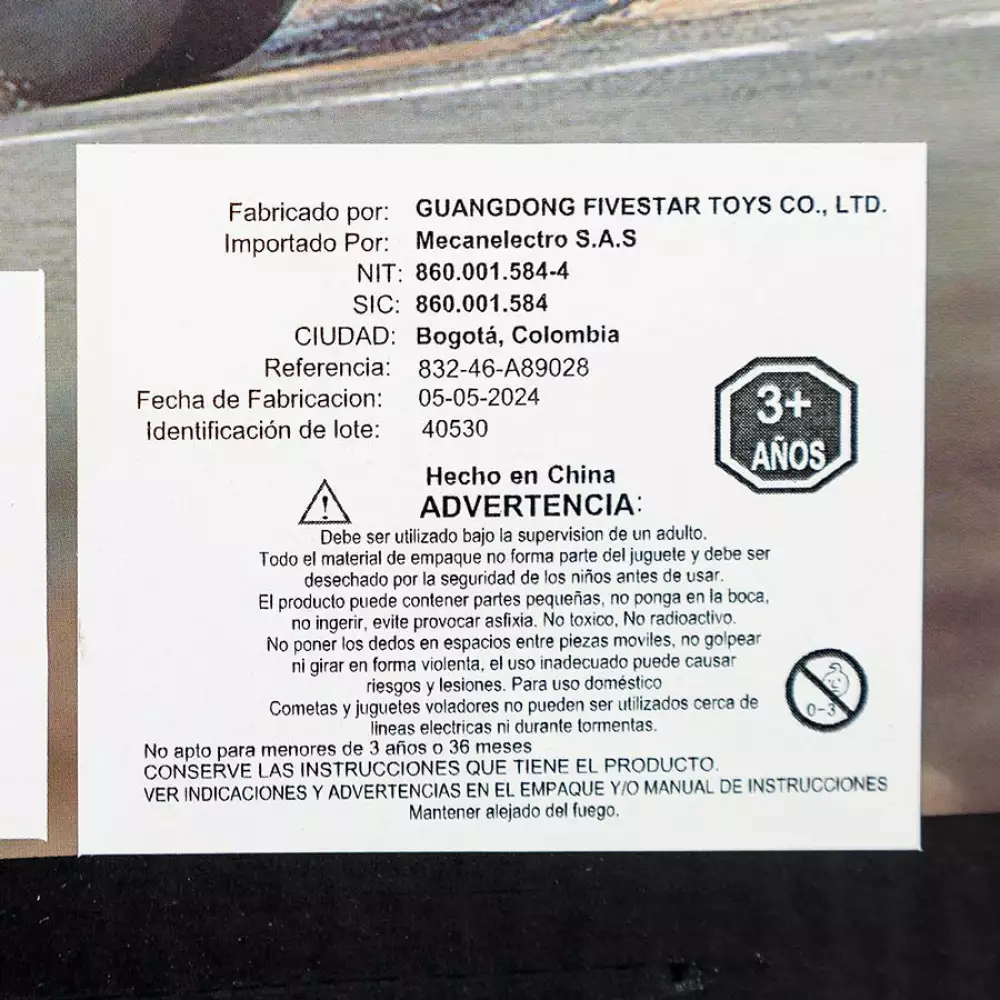 Fabricado por: GUANGDONG FIVESTAR TOYS CO., LTD.
Importado Por: Mecanelectro S.A.S
NIT: 860.001.584-4
SIC: 860.001.584
CIUDAD: Bogotá, Colombia
Referencia: 832-46-A89028
Fecha de Fabricacion: 05-05-2024
Identificación de lote: 40530
3+
AÑOS
Hecho en China
ADVERTENCIA:
Debe ser utilizado bajo la supervision de un adulto.
Todo el material de empaque no forma parte del juguete y debe ser
desechado por la seguridad de los niños antes de usar.
El producto puede contener partes pequeñas, no ponga en la boca,
no ingerir, evite provocar asfixia. No toxico, No radioactivo.
No poner los dedos en espacios entre piezas moviles, no golpear
ni girar en forma violenta, el uso inadecuado puede causar
riesgos y lesiones. Para uso doméstico
Cometas y juguetes voladores no pueden ser utilizados cerca de
lineas electricas ni durante tormentas.
0-3
No apto para menores de 3 años o 36 meses
CONSERVE LAS INSTRUCCIONES QUE TIENE EL PRODUCTO.
VER INDICACIONES Y ADVERTENCIAS EN EL EMPAQUE Y/O MANUAL DE INSTRUCCIONES
Mantener alejado del fuego.